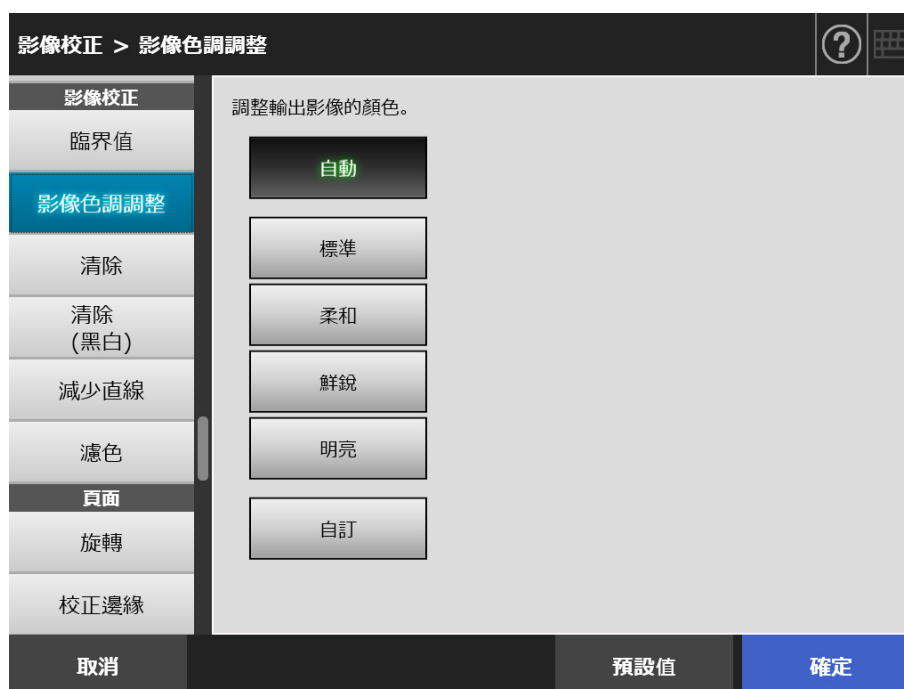 影像校正 > 影像色調調整
?
影像校正
臨界值
影像色調調整
清除
清除
(黑白)
減少直線
濾色
頁面
旋轉
校正邊緣
調整輸出影像的顏色。
自動
標準
柔和
鮮銳
明亮
自訂
取消
預設值
確定